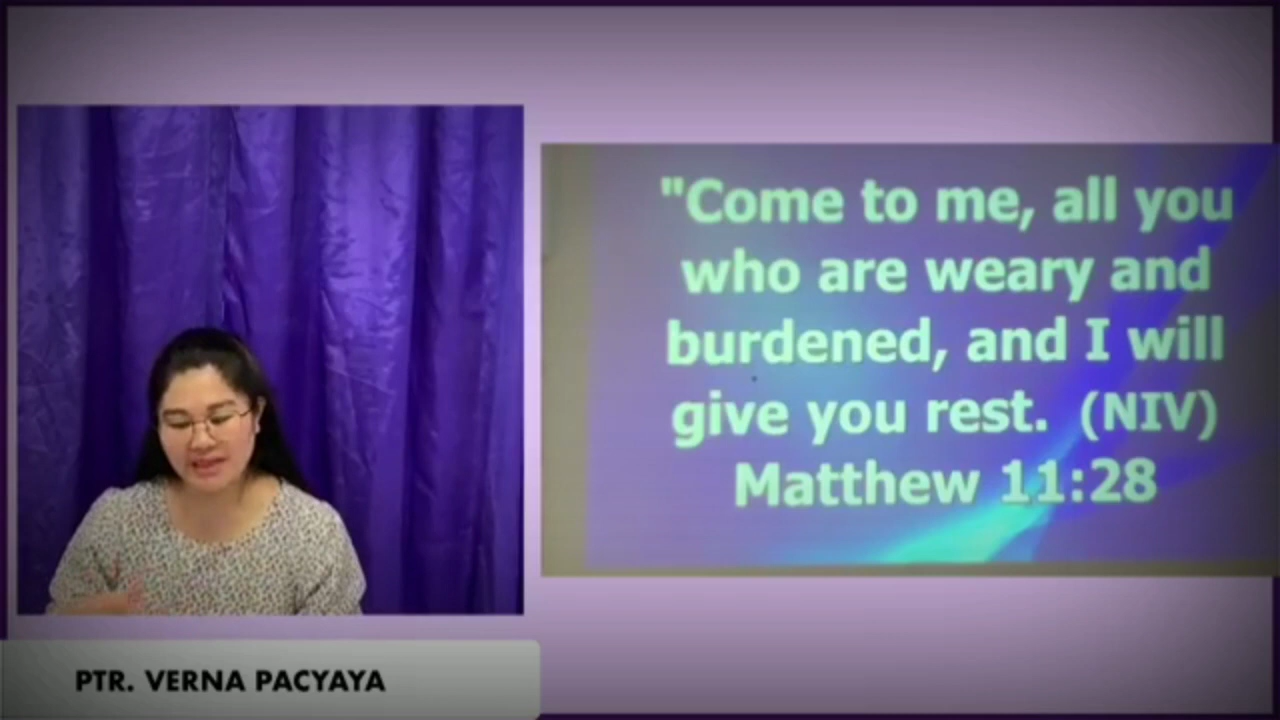 "Come to me, all you
who are weary and
burdened, and I will
give you rest. (NIV)
Matthew 11:28
PTR. VERNA PACYAYA